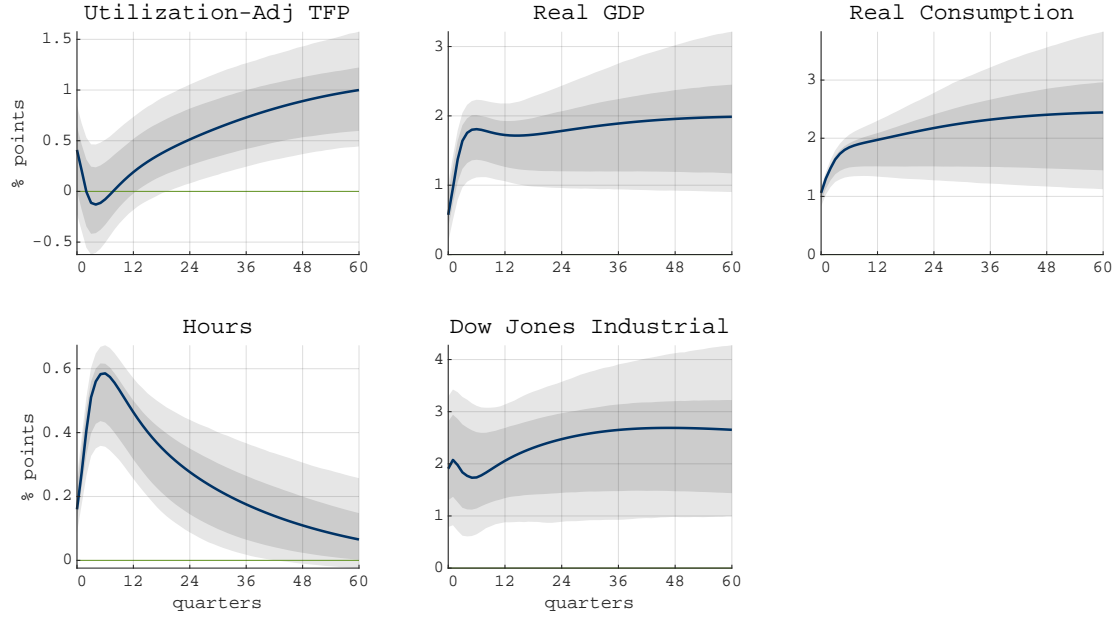 Utilization-Adj TFP
Real GDP
Real Consumption
% points
1.5
1
0.5
0
-0.5
0 12 24 36 48 60
3
2
1
0
0 12 24 36 48 60
3
2
1
0
0 12 24 36 48 60
Hours
Dow Jones Industrial
% points
0.6
0.4
0.2
0
0 12 24 36 48 60
quarters
4
3
2
1
0
0 12 24 36 48 60
quarters